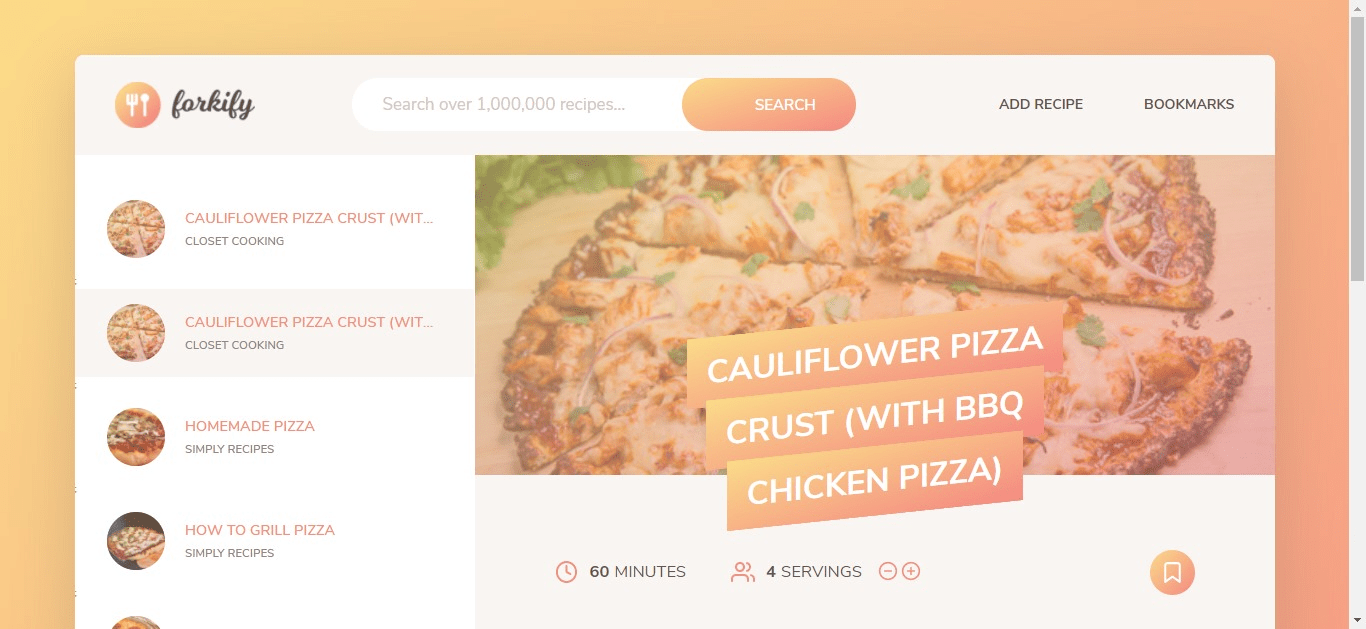 forkify
Search over 1,000,000 recipes...
SEARCH
ADD RECIPE
BOOKMARKS
CAULIFLOWER PIZZA CRUST (WIT...
CLOSET COOKING
CAULIFLOWER PIZZA CRUST (WIT...
CLOSET COOKING
HOMEMADE PIZZA
SIMPLY RECIPES
HOW TO GRILL PIZZA
SIMPLY RECIPES
CAULIFLOWER PIZZA
CRUST (WITH BBQ
CHICKEN PIZZA)
60 MINUTES
4 SERVINGS